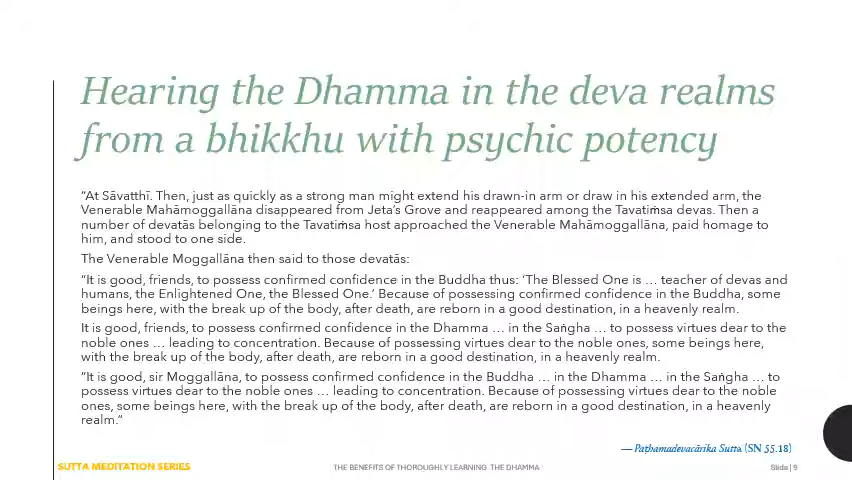 Hearing the Dhamma in the deva realms
from a bhikkhu with psychic potency
“At Sāvatthī. Then, just as quickly as a strong man might extend his drawn-in arm or draw in his extended arm, the
Venerable Mahāmoggallāna disappeared from Jeta’s Grove and reappeared among the Tavatiṁsa devas. Then a
number of devatās belonging to the Tavatiṁsa host approached the Venerable Mahāmoggallāna, paid homage to
him, and stood to one side.
The Venerable Moggallāna then said to those devatās:
“It is good, friends, to possess confirmed confidence in the Buddha thus: ‘The Blessed One is … teacher of devas and
humans, the Enlightened One, the Blessed One.’ Because of possessing confirmed confidence in the Buddha, some
beings here, with the break up of the body, after death, are reborn in a good destination, in a heavenly realm.
It is good, friends, to possess confirmed confidence in the Dhamma … in the Saṅgha … to possess virtues dear to the
noble ones … leading to concentration. Because of possessing virtues dear to the noble ones, some beings here,
with the break up of the body, after death, are reborn in a good destination, in a heavenly realm.
“It is good, sir Moggallāna, to possess confirmed confidence in the Buddha … in the Dhamma … in the Saṅgha … to
possess virtues dear to the noble ones … leading to concentration. Because of possessing virtues dear to the noble
ones, some beings here, with the break up of the body, after death, are reborn in a good destination, in a heavenly
realm.”
— Paṭhamadevacārika Sutta (SN 55.18)
SUTTA MEDITATION SERIES
THE BENEFITS OF THOROUGHLY LEARNING THE DHAMMA
Slide | 9